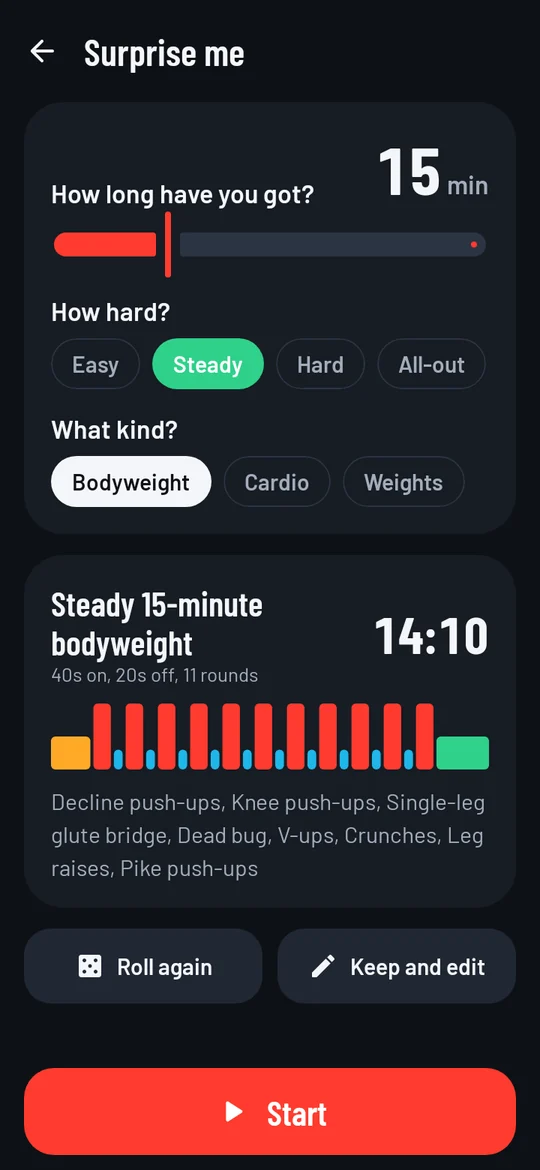 Surprise me
How long have you got?
15 min
How hard?
Easy
Steady
Hard
All-out
What kind?
Bodyweight
Cardio
Weights
Steady 15-minute
bodyweight
14:10
40s on, 20s off, 11 rounds
Decline push-ups, Knee push-ups, Single-leg
glute bridge, Dead bug, V-ups, Crunches, Leg
raises, Pike push-ups
Roll again
Keep and edit
Start